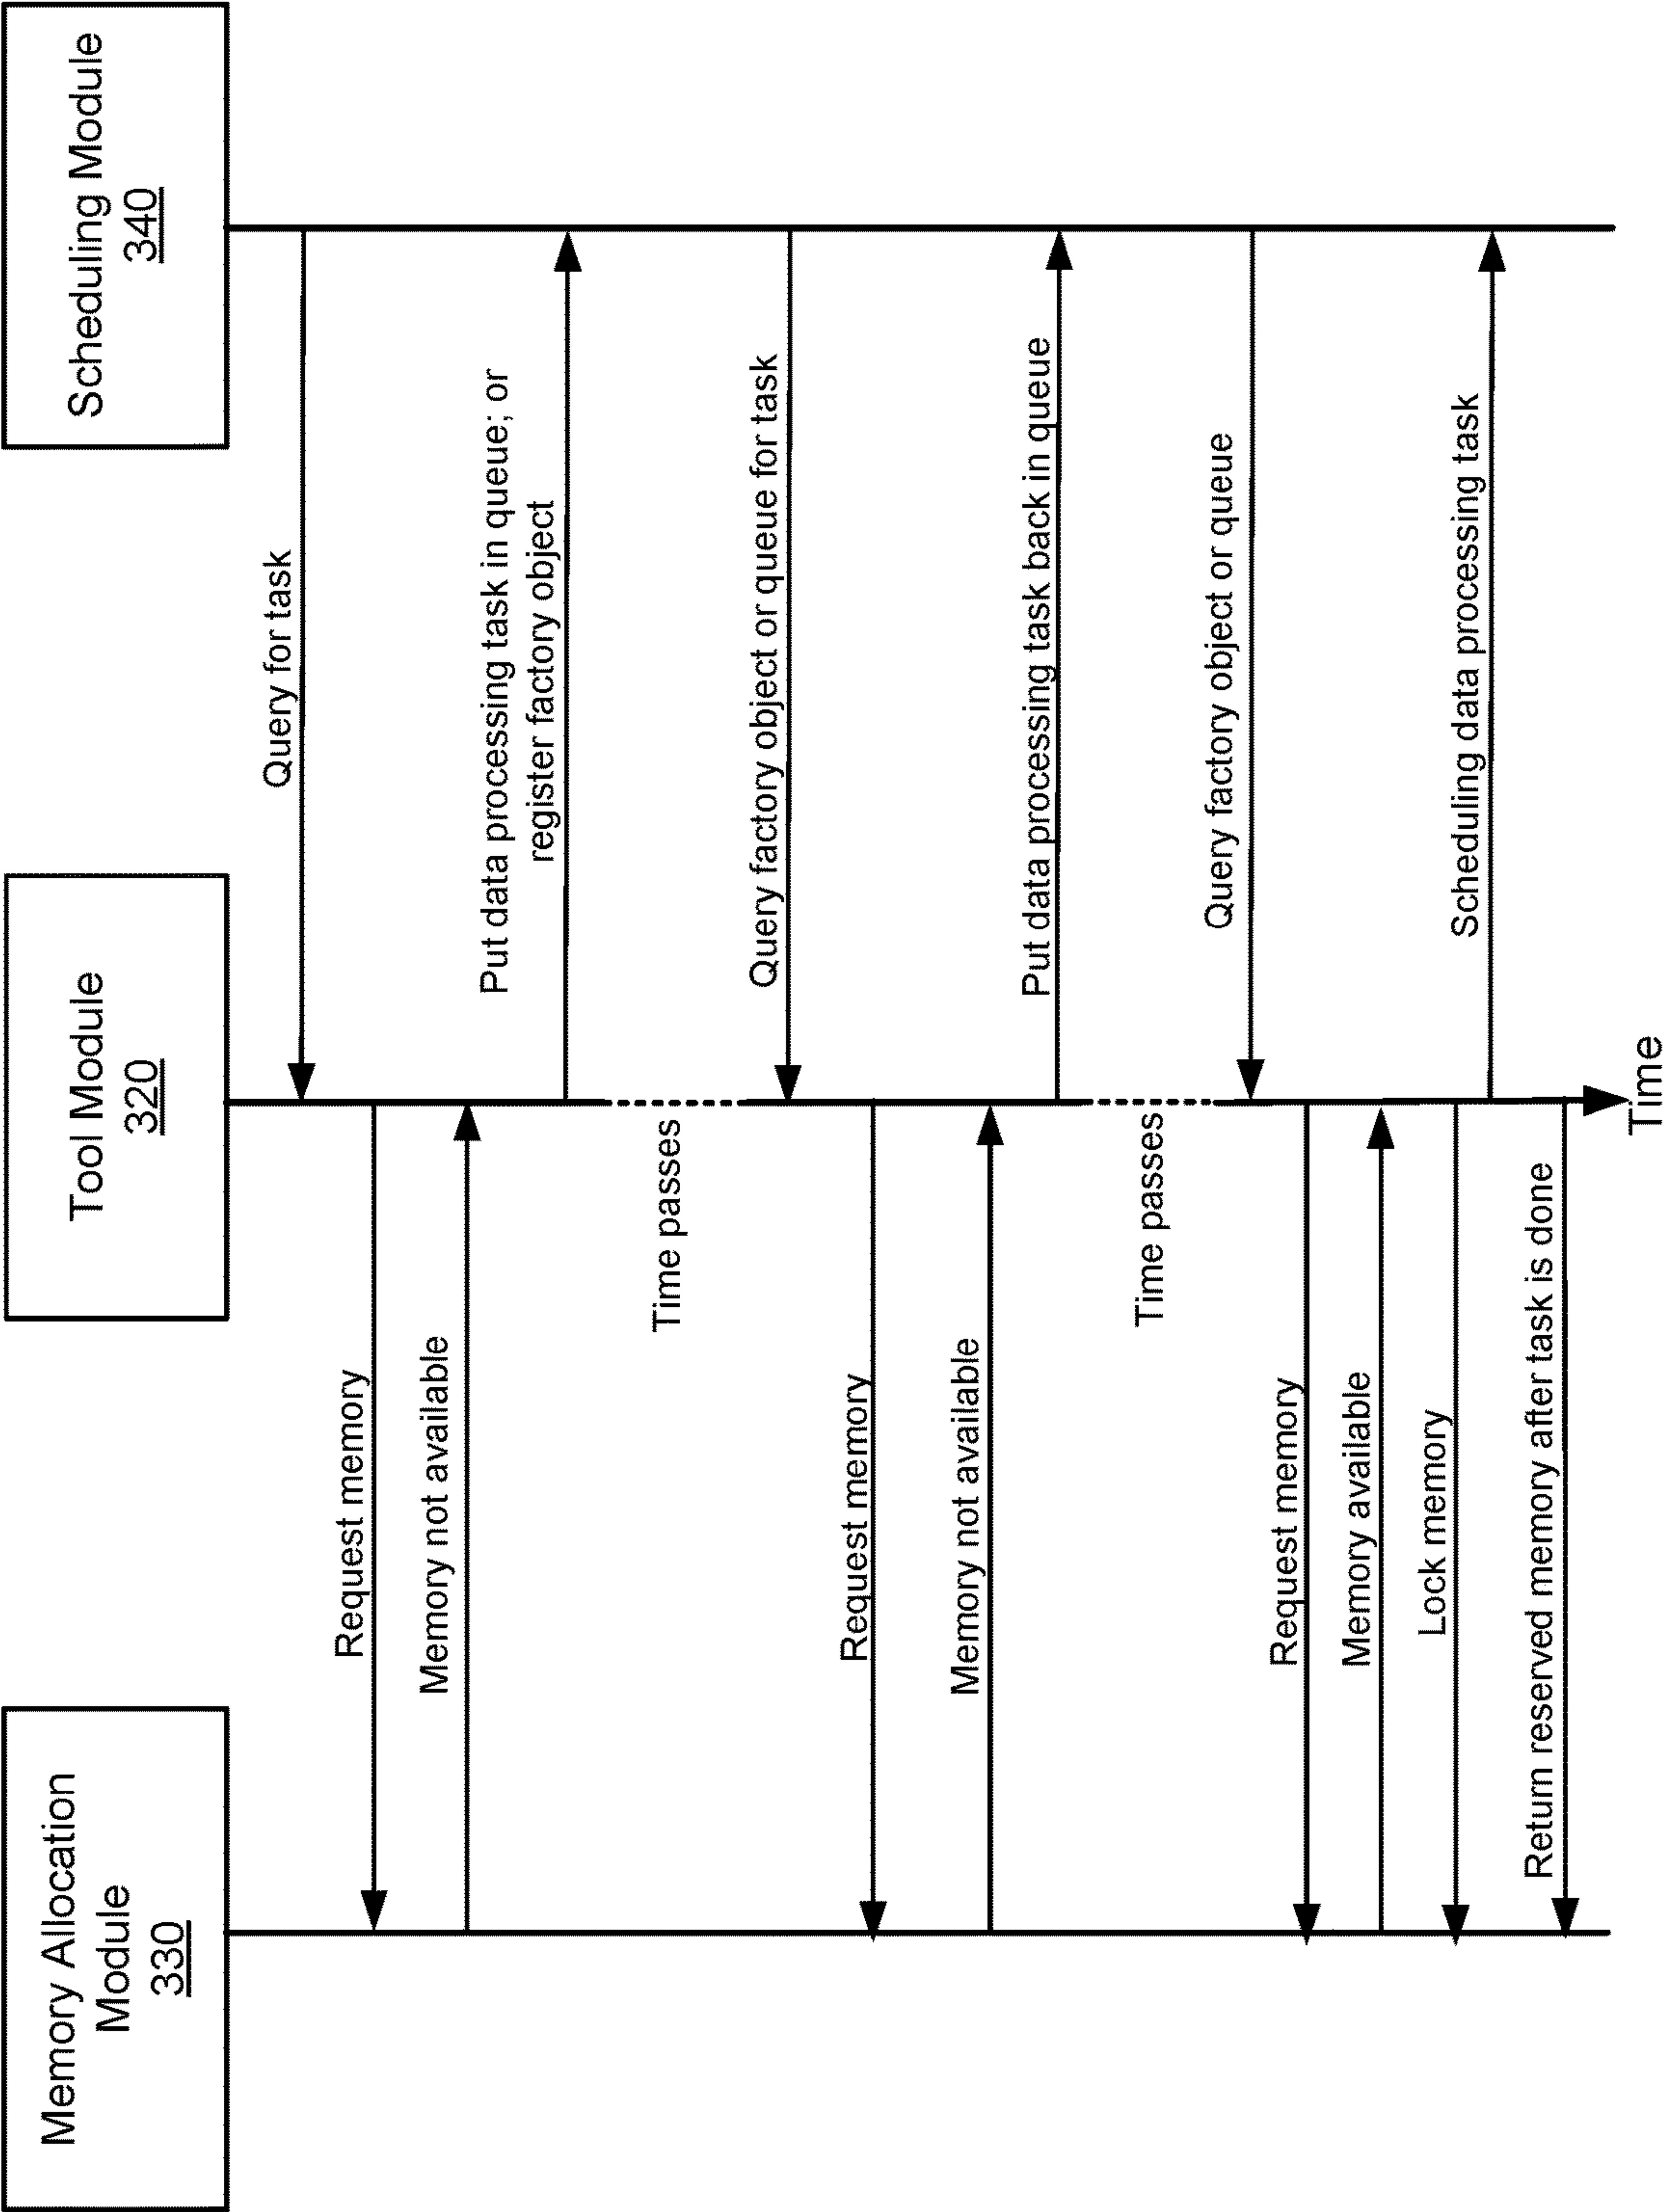 Memory Allocation
Module
330
Tool Module
320
Scheduling Module
340
Query for task
Request memory
Memory not available
Put data processing task in queue; or
register factory object
Time passes
Query factory object or queue for task
Request memory
Memory not available
Put data processing task back in queue
Time passes
Query factory object or queue
Request memory
Memory available
Lock memory
Scheduling data processing task
Return reserved memory after task is done
Time